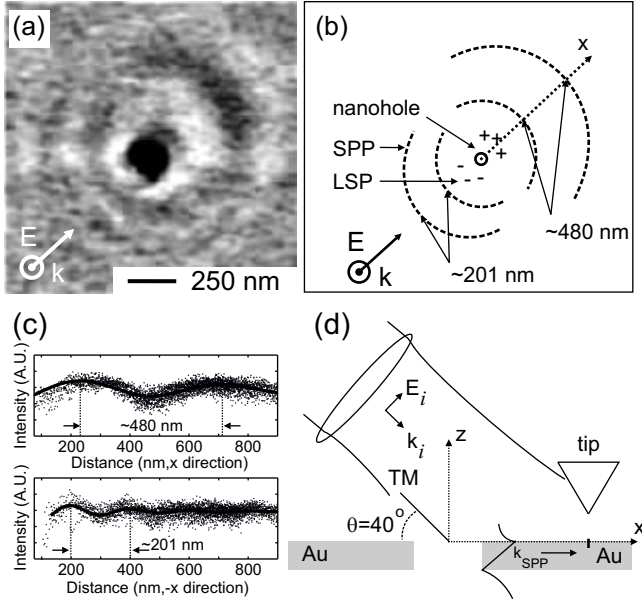 (a)
E
k
250 nm
(b)
x
nanohole
SPP
LSP
+ + + +
- - -
E
k
~480 nm
~201 nm
(c)
Intensity (A.U.)
~480 nm
200 400 600 800
Distance (nm,x direction)
Intensity (A.U.)
~201 nm
200 400 600 800
Distance (nm,-x direction)
(d)
E i
k i
z
tip
TM
θ=40°
x
Au
k SPP
Au